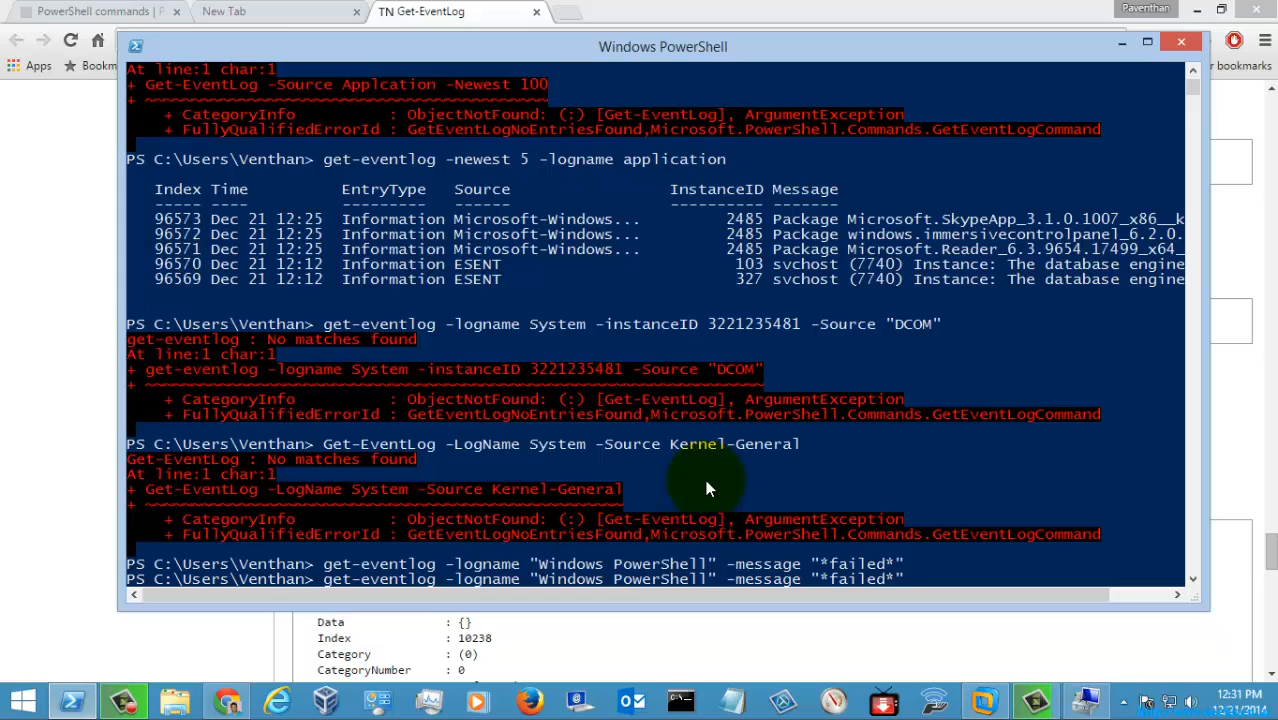 PowerShell commands | P
New Tab
TN Get-EventLog
Paventhan
Apps
Bookm
bookmarks
Windows PowerShell
At line:1 char:1
+ Get-EventLog -Source Applcation -Newest 100
+ ~~~~~~~~~~~~~~~~~~~~~~~~~~~~~~~~~~~~~~~~~~~
+ CategoryInfo : ObjectNotFound: (:) [Get-EventLog], ArgumentException
+ FullyQualifiedErrorId : GetEventLogNoEntriesFound,Microsoft.PowerShell.Commands.GetEventLogCommand
PS C:\Users\Venthan> get-eventlog -newest 5 -logname application
Index Time EntryType Source InstanceID Message
----- ---- --------- ------ ---------- -------
96573 Dec 21 12:25 Information Microsoft-Windows... 2485 Package Microsoft.SkypeApp_3.1.0.1007_x86__k
96572 Dec 21 12:25 Information Microsoft-Windows... 2485 Package windows.immersivecontrolpanel_6.2.0.
96571 Dec 21 12:25 Information Microsoft-Windows... 2485 Package Microsoft.Reader_6.3.9654.17499_x64_
96570 Dec 21 12:12 Information ESENT 103 svchost (7740) Instance: The database engine
96569 Dec 21 12:12 Information ESENT 327 svchost (7740) Instance: The database engine
PS C:\Users\Venthan> get-eventlog -logname System -instanceID 3221235481 -Source "DCOM"
get-eventlog : No matches found
At line:1 char:1
+ get-eventlog -logname System -instanceID 3221235481 -Source "DCOM"
+ ~~~~~~~~~~~~~~~~~~~~~~~~~~~~~~~~~~~~~~~~~~~~~~~~~~~~~~~~~~~~~~~~~~
+ CategoryInfo : ObjectNotFound: (:) [Get-EventLog], ArgumentException
+ FullyQualifiedErrorId : GetEventLogNoEntriesFound,Microsoft.PowerShell.Commands.GetEventLogCommand
PS C:\Users\Venthan> Get-EventLog -LogName System -Source Kernel-General
Get-EventLog : No matches found
At line:1 char:1
+ Get-EventLog -LogName System -Source Kernel-General
+ ~~~~~~~~~~~~~~~~~~~~~~~~~~~~~~~~~~~~~~~~~~~~~~~~~~~
+ CategoryInfo : ObjectNotFound: (:) [Get-EventLog], ArgumentException
+ FullyQualifiedErrorId : GetEventLogNoEntriesFound,Microsoft.PowerShell.Commands.GetEventLogCommand
PS C:\Users\Venthan> get-eventlog -logname "Windows PowerShell" -message "*failed*"
PS C:\Users\Venthan> get-eventlog -logname "Windows PowerShell" -message "*failed*"
Data : {}
Index : 10238
Category : (0)
CategoryNumber : 0
12:31 PM
12/21/2014